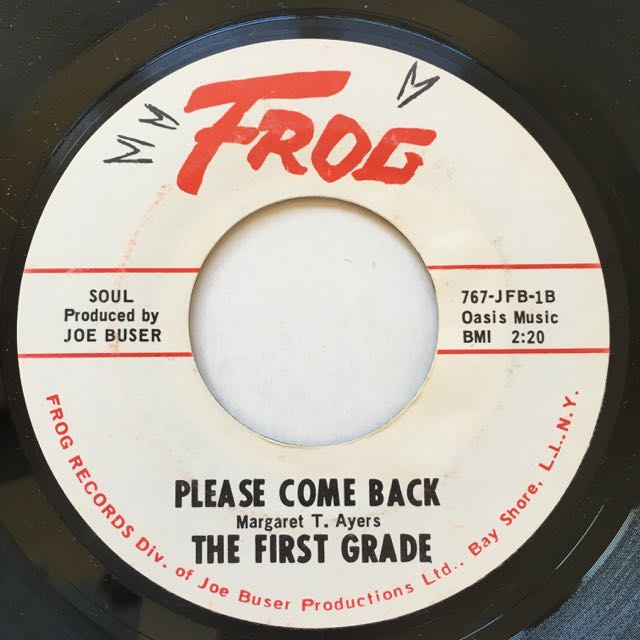 FROG
SOUL
Produced by
JOE BUSER
767-JFB-1B
Oasis Music
BMI 2:20
PLEASE COME BACK
Margaret T. Ayers
THE FIRST GRADE
FROG RECORDS Div. of Joe Buser Productions Ltd.. Bay Shore, L.I..N.Y.